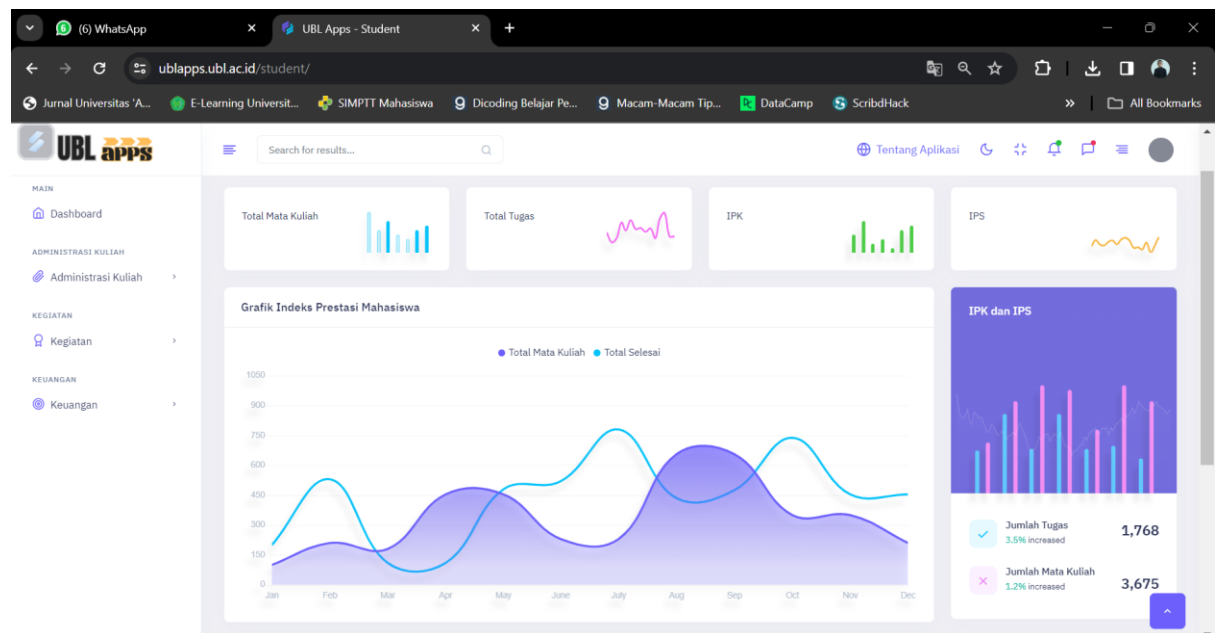 (6) WhatsApp
UBL Apps - Student
ublapps.ubl.ac.id/student/
Jurnal Universitas 'A...
E-Learning Universit...
SIMPTT Mahasiswa
Dicoding Belajar Pe...
Macam-Macam Tip...
DataCamp
ScribdHack
»
All Bookmarks
UBL apps
Search for results...
Tentang Aplikasi
MAIN
Dashboard
ADMINISTRASI KULIAH
Administrasi Kuliah
KEGIATAN
Kegiatan
KEUANGAN
Keuangan
Total Mata Kuliah
Total Tugas
IPK
IPS
Grafik Indeks Prestasi Mahasiswa
Total Mata Kuliah Total Selesai
1050
900
750
600
450
300
150
0
Jan Feb Mar Apr May June July Aug Sep Oct Nov Dec
IPK dan IPS
Jumlah Tugas
3.5% increased
1,768
Jumlah Mata Kuliah
1.2% increased
3,675